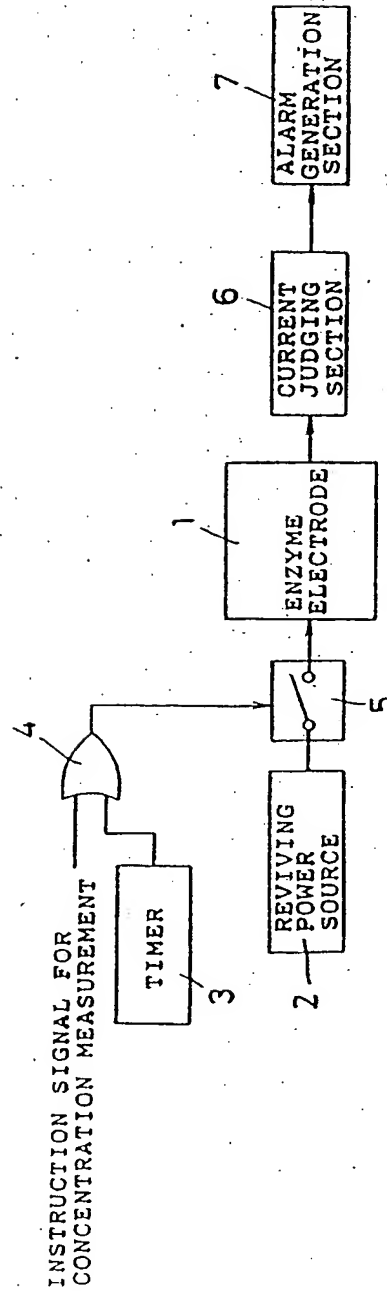 INSTRUCTION SIGNAL FOR
CONCENTRATION MEASUREMENT
4
TIMER
3
REVIVING
POWER
SOURCE
2
5
1
ENZYME
ELECTRODE
6
CURRENT
JUDGING
SECTION
7
ALARM
GENERATION
SECTION